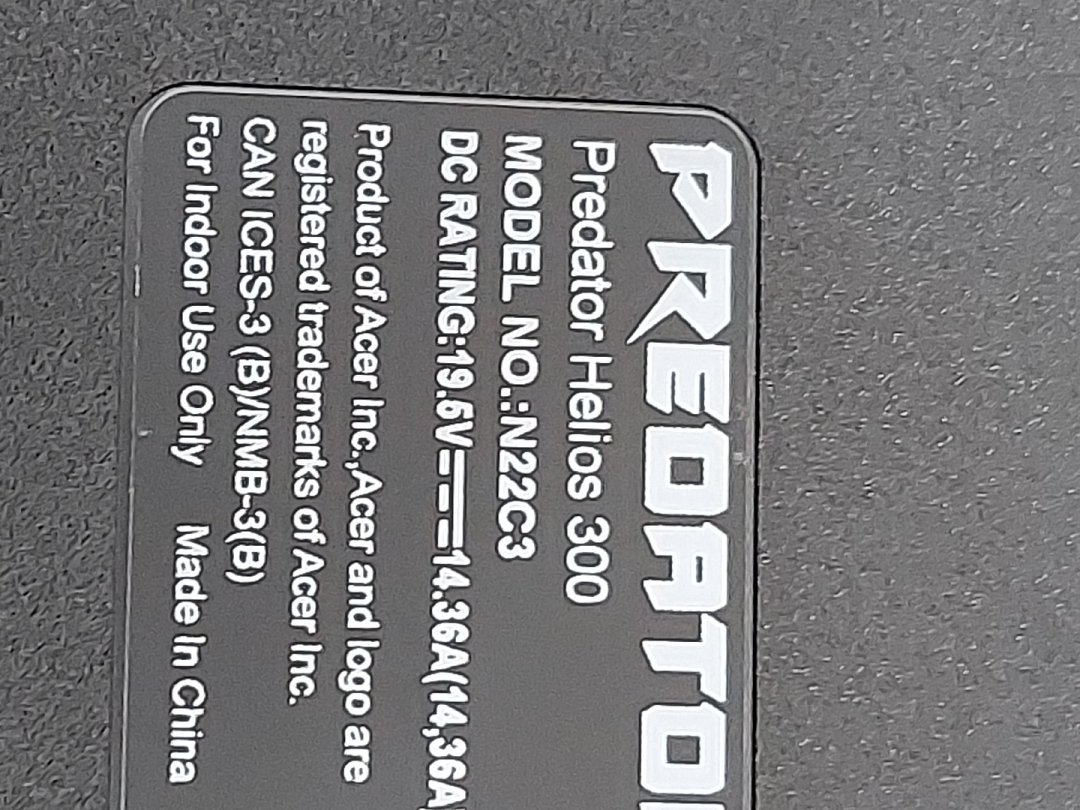 PREDATO
Predator Helios 300
MODEL NO.:N22C3
DC RATING:19.5V⎓14.36A(14,36A
Product of Acer Inc.,Acer and logo are
registered trademarks of Acer Inc.
CAN ICES-3 (B)/NMB-3(B)
For Indoor Use Only Made In China